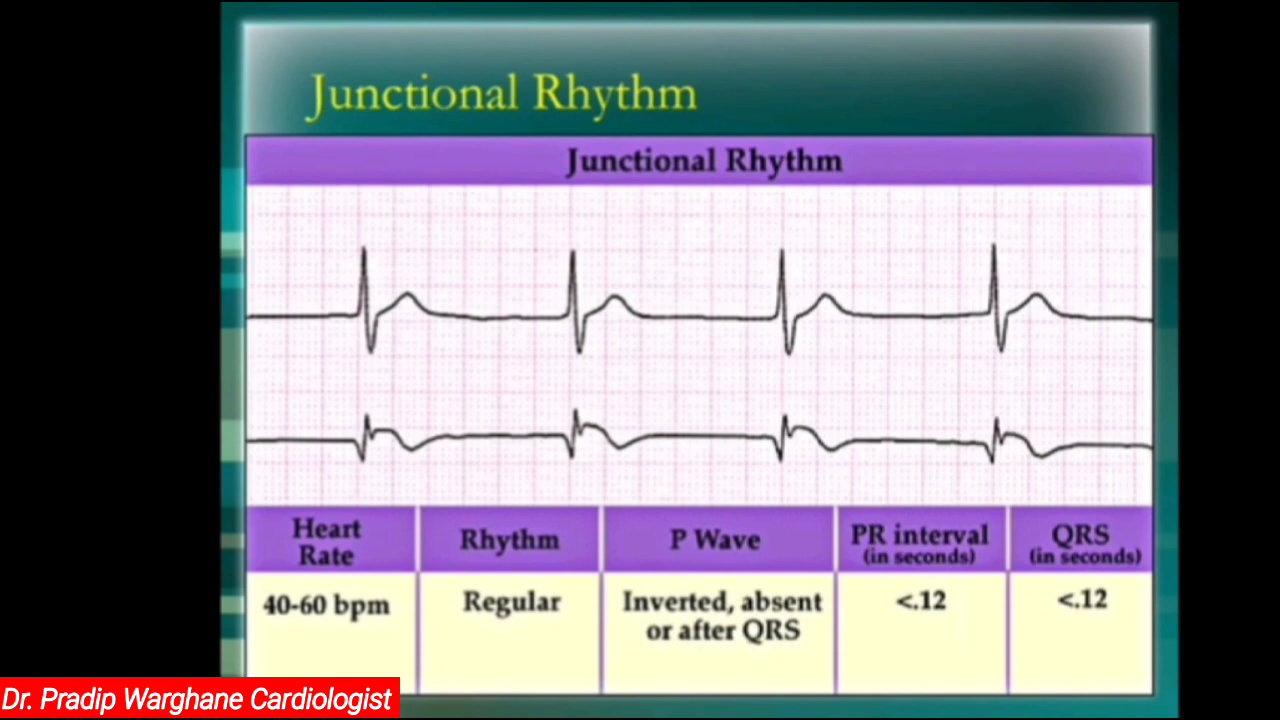 Junctional Rhythm
Junctional Rhythm
Heart Rate
Rhythm
P Wave
PR interval
(in seconds)
QRS
(in seconds)
40-60 bpm
Regular
Inverted, absent
or after QRS
<.12
<.12
Dr. Pradip Warghane Cardiologist